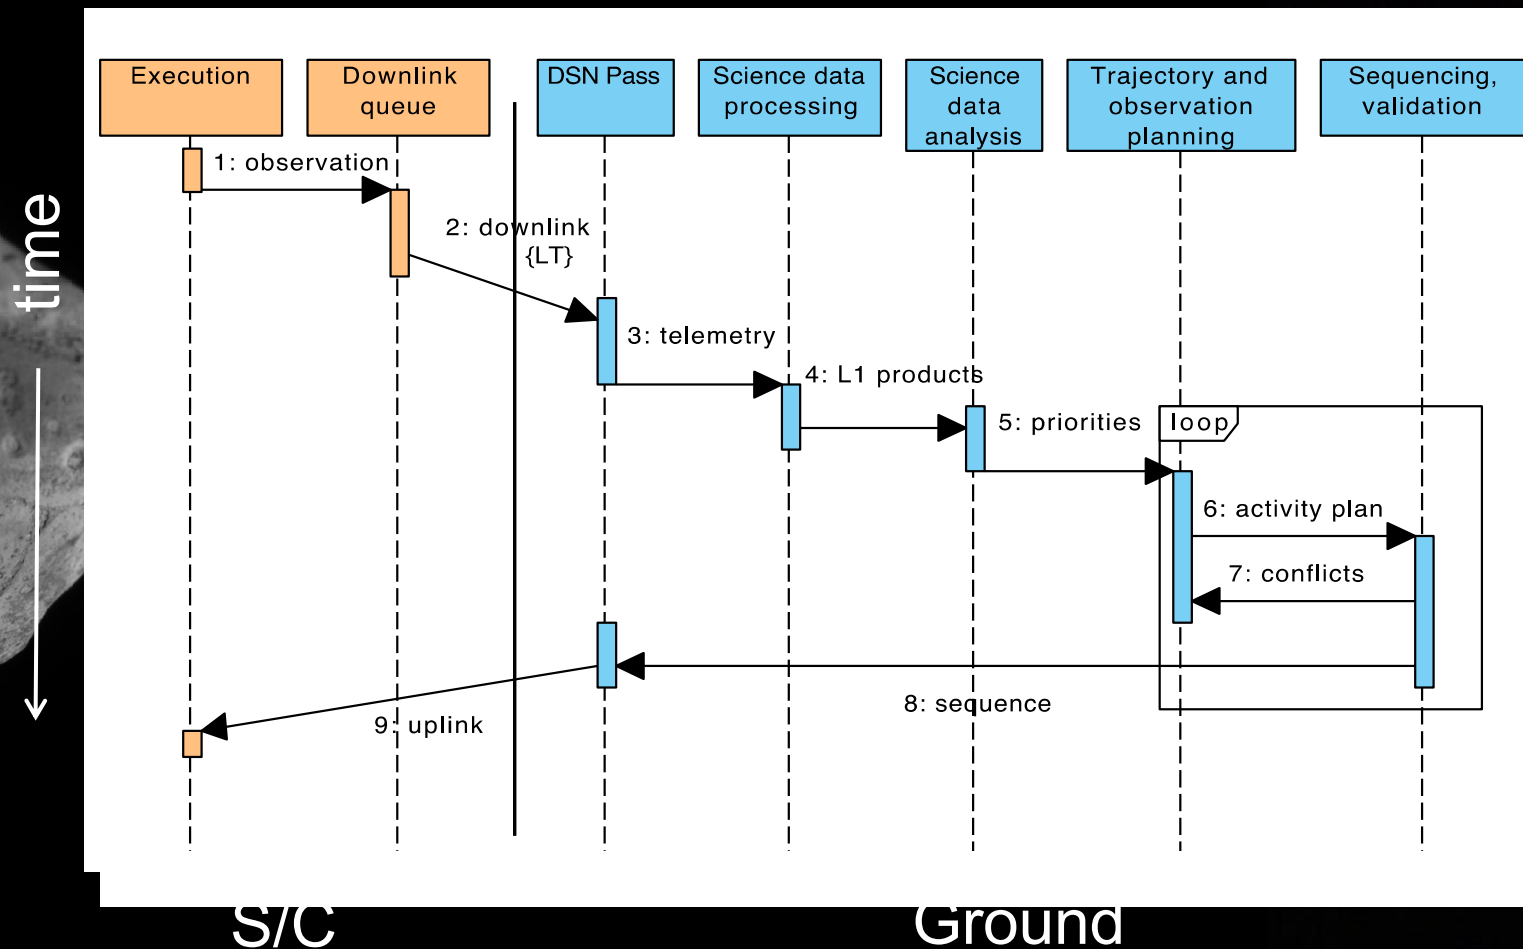 Execution
Downlink
queue
DSN Pass
Science data
processing
Science
data
analysis
Trajectory and
observation
planning
Sequencing,
validation
1: observation
2: downlink
{LT}
3: telemetry
4: L1 products
5: priorities
loop
6: activity plan
7: conflicts
8: sequence
9: uplink
time
S/C
Ground